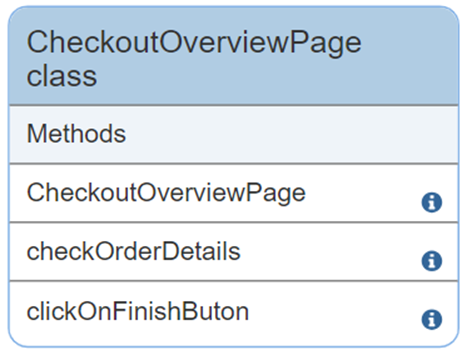 CheckoutOverviewPage
class
Methods
CheckoutOverviewPage
checkOrderDetails
clickOnFinishButon